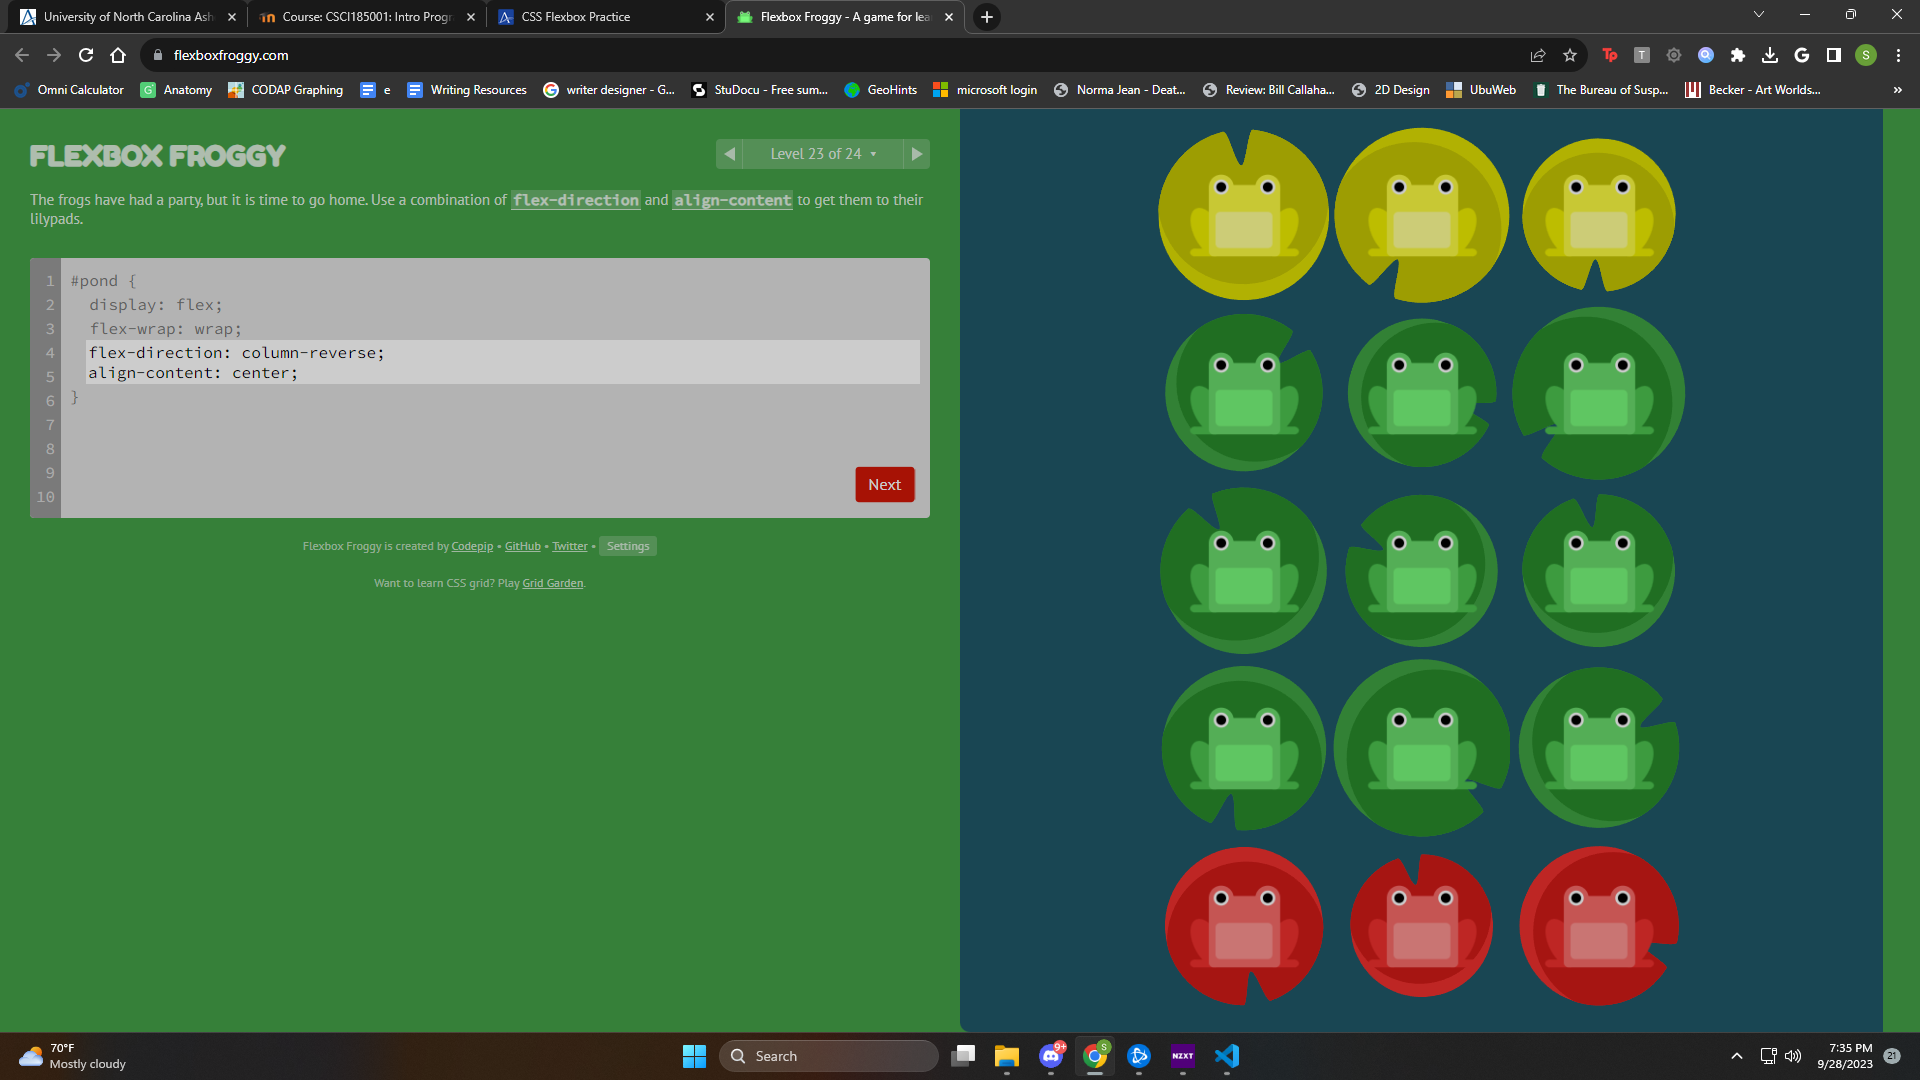 University of North Carolina Ash
Course: CSCI185001: Intro Progr
CSS Flexbox Practice
Flexbox Froggy - A game for lea
flexboxfroggy.com
Tp
T
S
Omni Calculator
Anatomy
CODAP Graphing
e
Writing Resources
writer designer - G...
StuDocu - Free sum...
GeoHints
microsoft login
Norma Jean - Deat...
Review: Bill Callaha...
2D Design
UbuWeb
The Bureau of Susp...
Becker - Art Worlds...
»
FLEXBOX FROGGY
Level 23 of 24
The frogs have had a party, but it is time to go home. Use a combination of flex-direction and align-content to get them to their
lilypads.
1 #pond {
2 display: flex;
3 flex-wrap: wrap;
4 flex-direction: column-reverse;
5 align-content: center;
6 }
7
8
9
10
Next
Flexbox Froggy is created by Codepip • GitHub • Twitter • Settings
Want to learn CSS grid? Play Grid Garden.
70°F
Mostly cloudy
Search
9+
S
NZXT
7:35 PM
9/28/2023
21